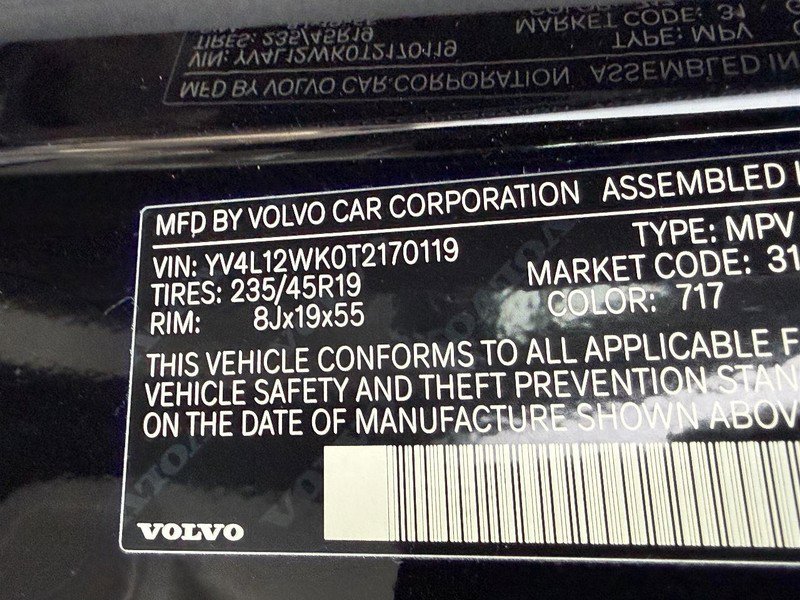 MFD BY VOLVO CAR CORPORATION ASSEMBLED
VIN: YV4L12WK0T2170119 TYPE: MPV
TIRES: 235/45R19 MARKET CODE: 31
RIM: 8Jx19x55 COLOR: 717
THIS VEHICLE CONFORMS TO ALL APPLICABLE F
VEHICLE SAFETY AND THEFT PREVENTION STAN
ON THE DATE OF MANUFACTURE SHOWN ABOV
VOLVO